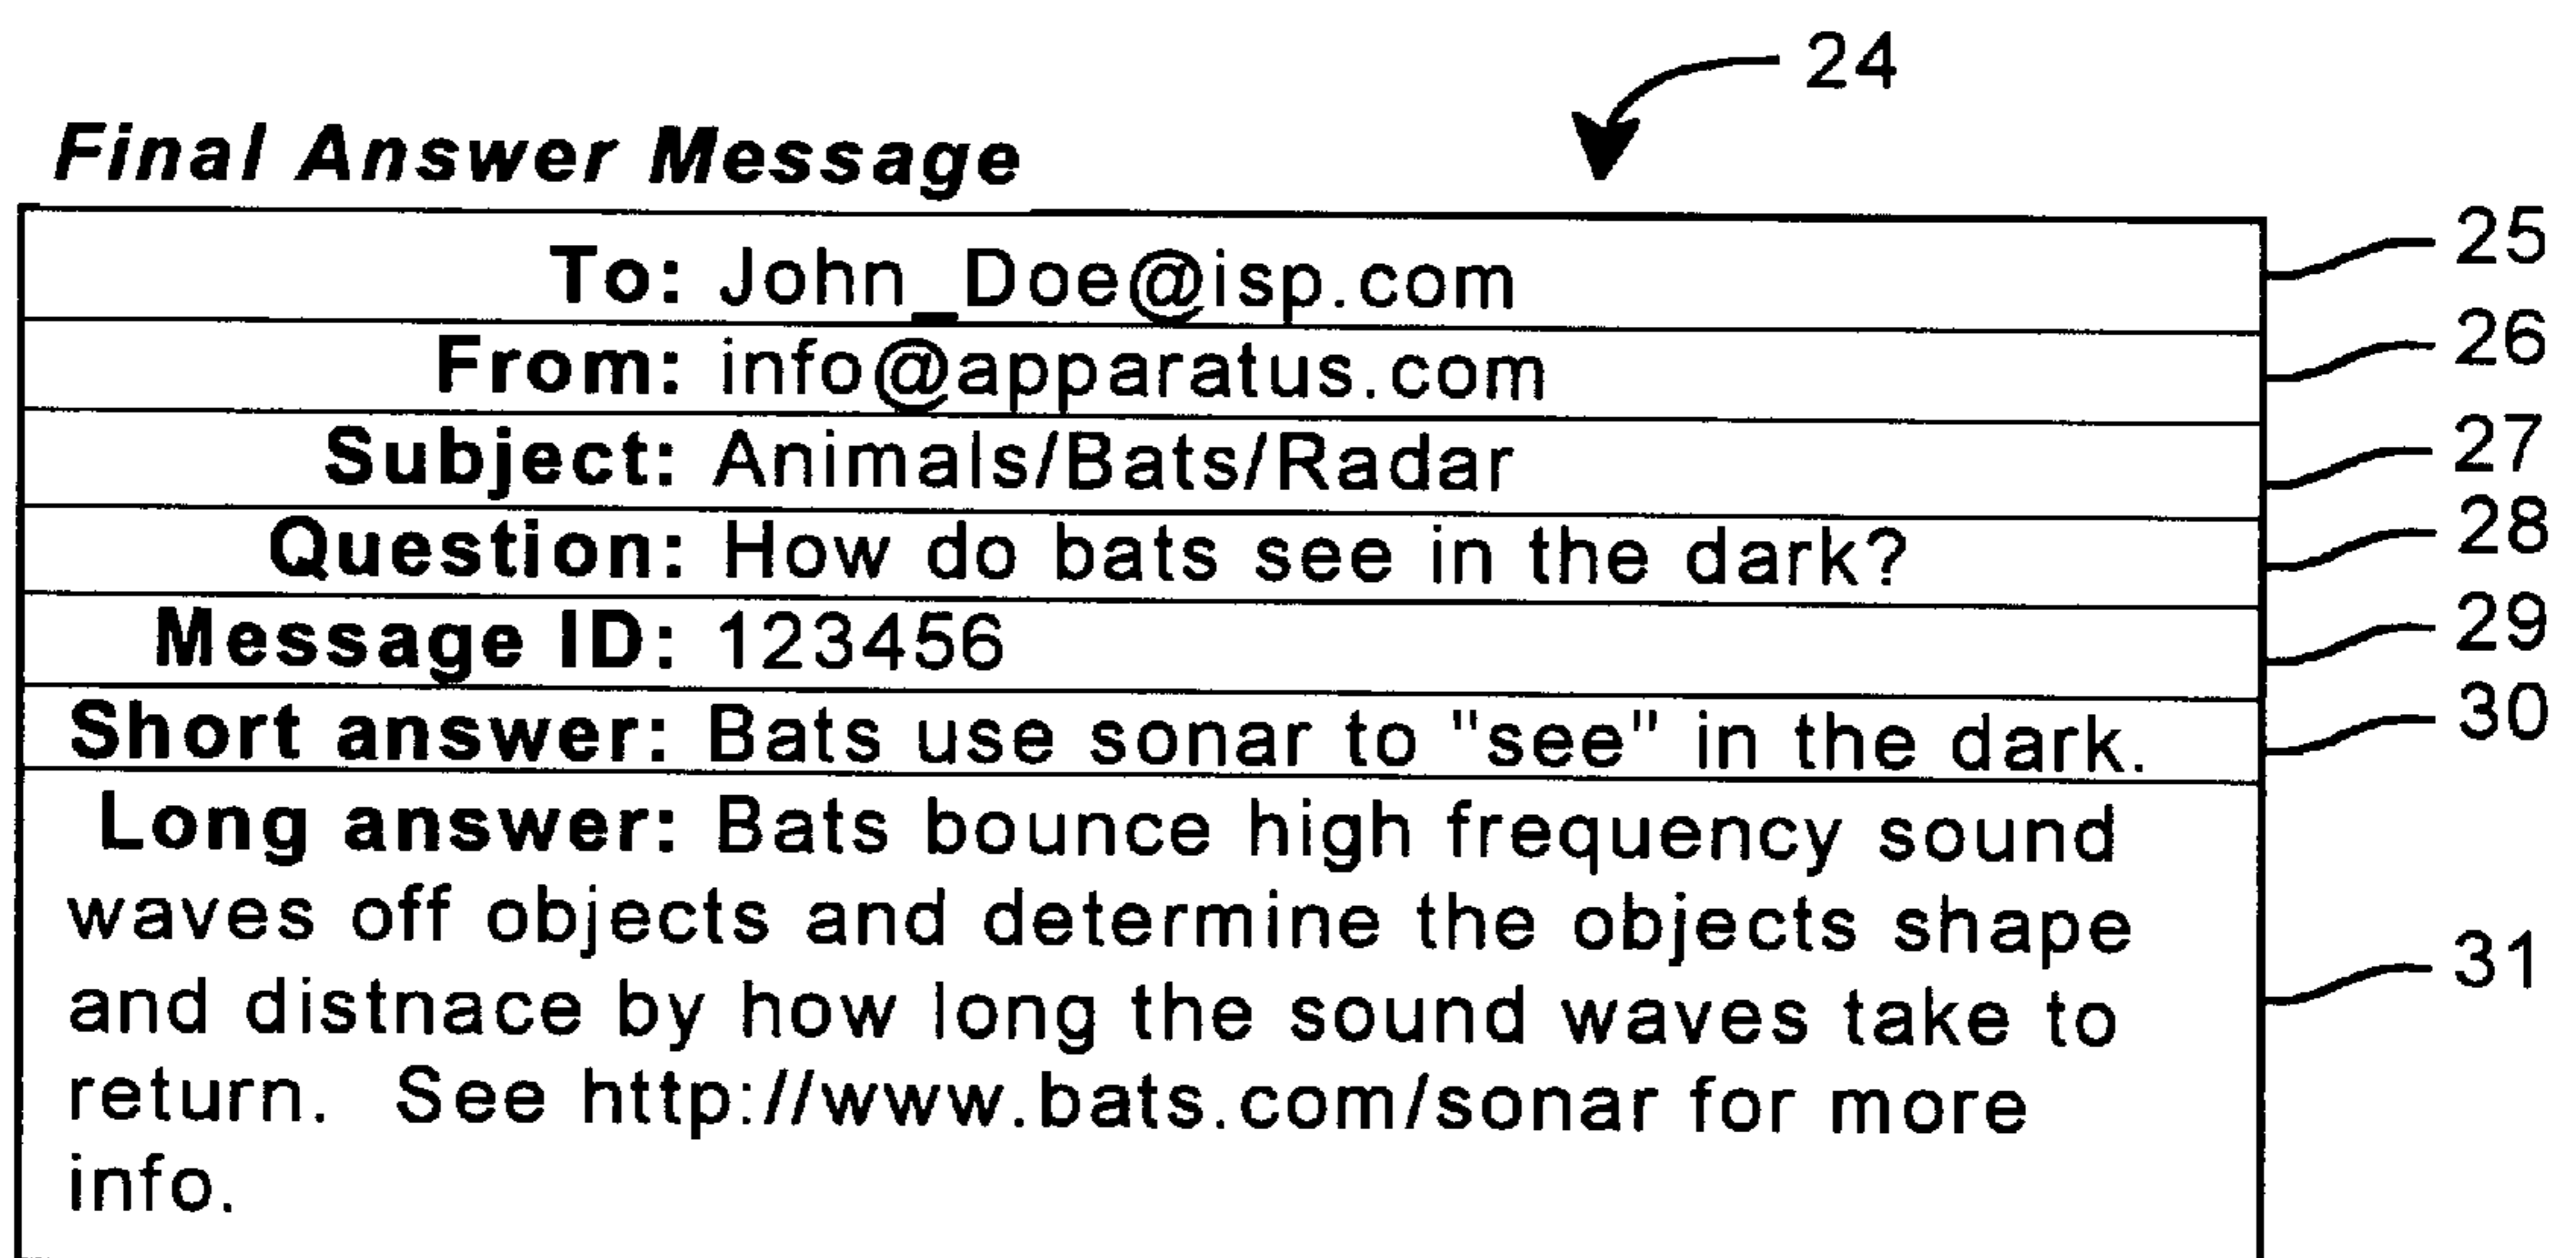 24
Final Answer Message
To: John_Doe@isp.com
25
From: info@apparatus.com
26
Subject: Animals/Bats/Radar
27
Question: How do bats see in the dark?
28
Message ID: 123456
29
Short answer: Bats use sonar to "see" in the dark.
30
Long answer: Bats bounce high frequency sound
waves off objects and determine the objects shape
and distnace by how long the sound waves take to
return.  See http://www.bats.com/sonar for more
info.
31